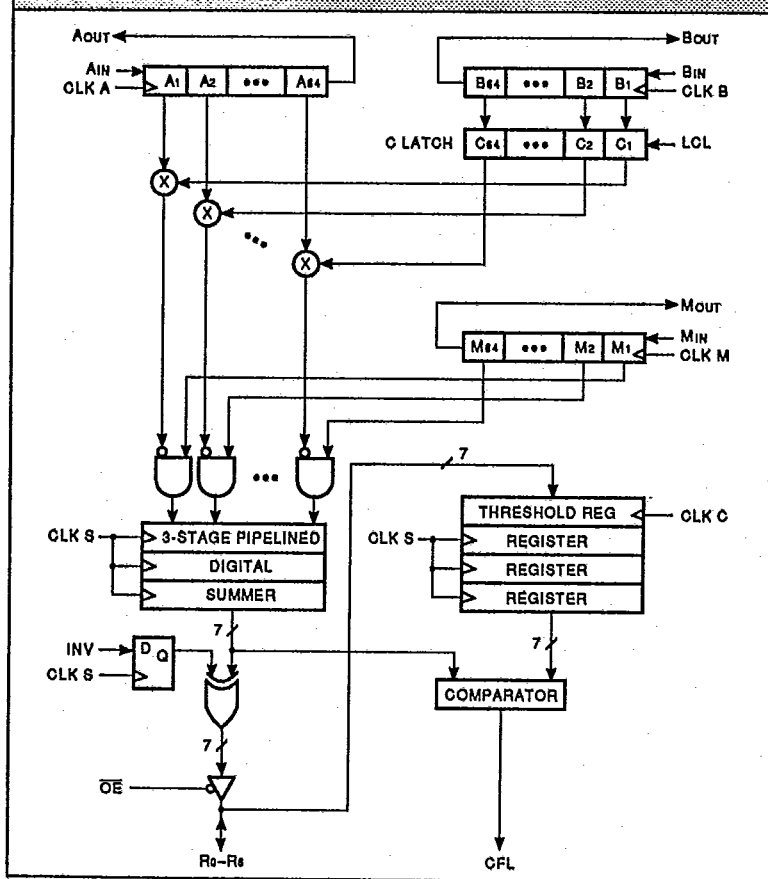 AOUT BOUT
AIN A1 A2 ••• A64 B64 ••• B2 B1 BIN
CLK A CLK B
C LATCH C64 ••• C2 C1 LCL
X
X
X
MOUT
M64 ••• M2 M1 MIN
CLK M
7
THRESHOLD REG CLK C
CLK S 3-STAGE PIPELINED CLK S REGISTER
DIGITAL REGISTER
SUMMER REGISTER
7 7
INV D Q
CLK S
COMPARATOR
7
OE
R0–R6 CFL